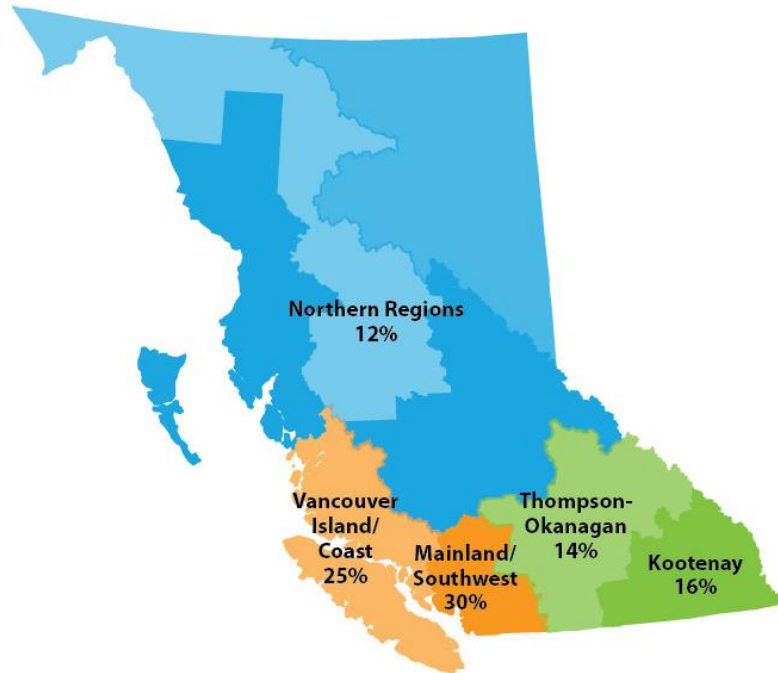 Northern Regions
12%
Vancouver
Island/
Coast
25%
Mainland/
Southwest
30%
Thompson-
Okanagan
14%
Kootenay
16%